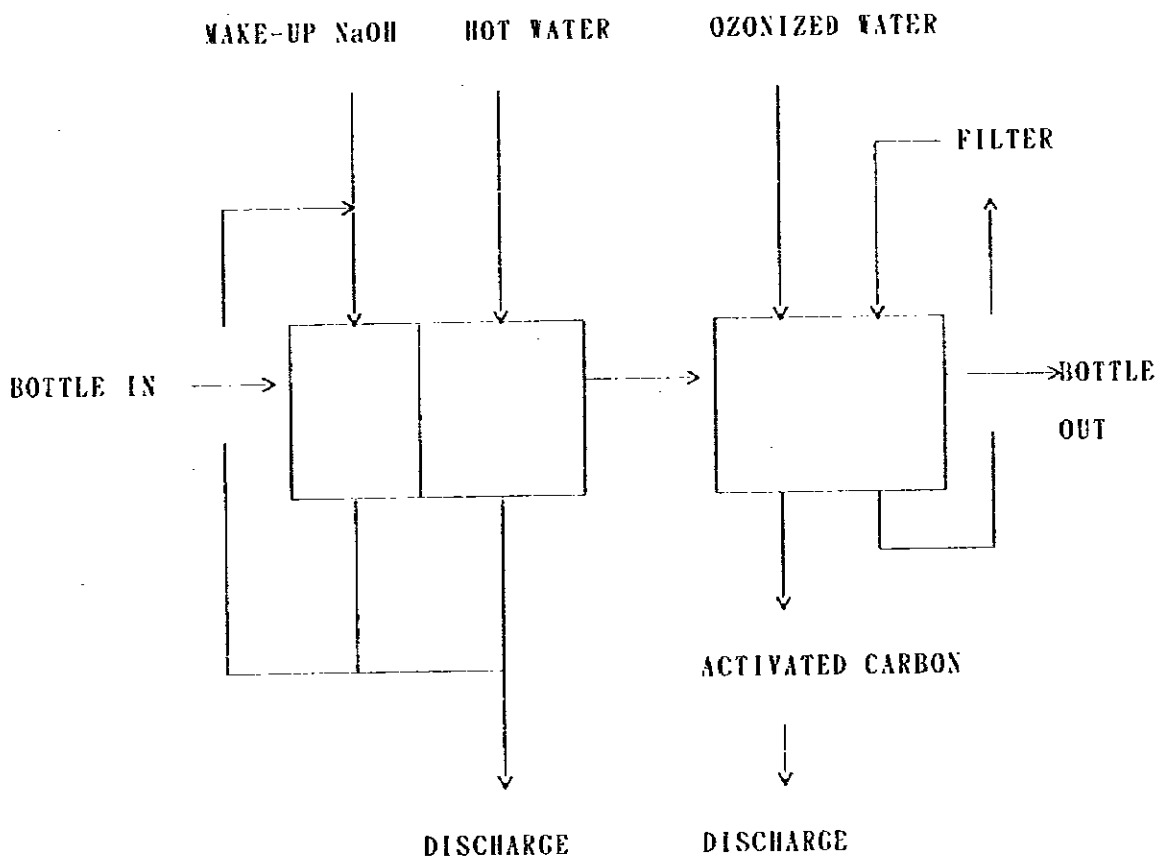 MAKE-UP NaOH HOT WATER OZONIZED WATER
FILTER
BOTTLE IN
BOTTLE
OUT
ACTIVATED CARBON
DISCHARGE DISCHARGE